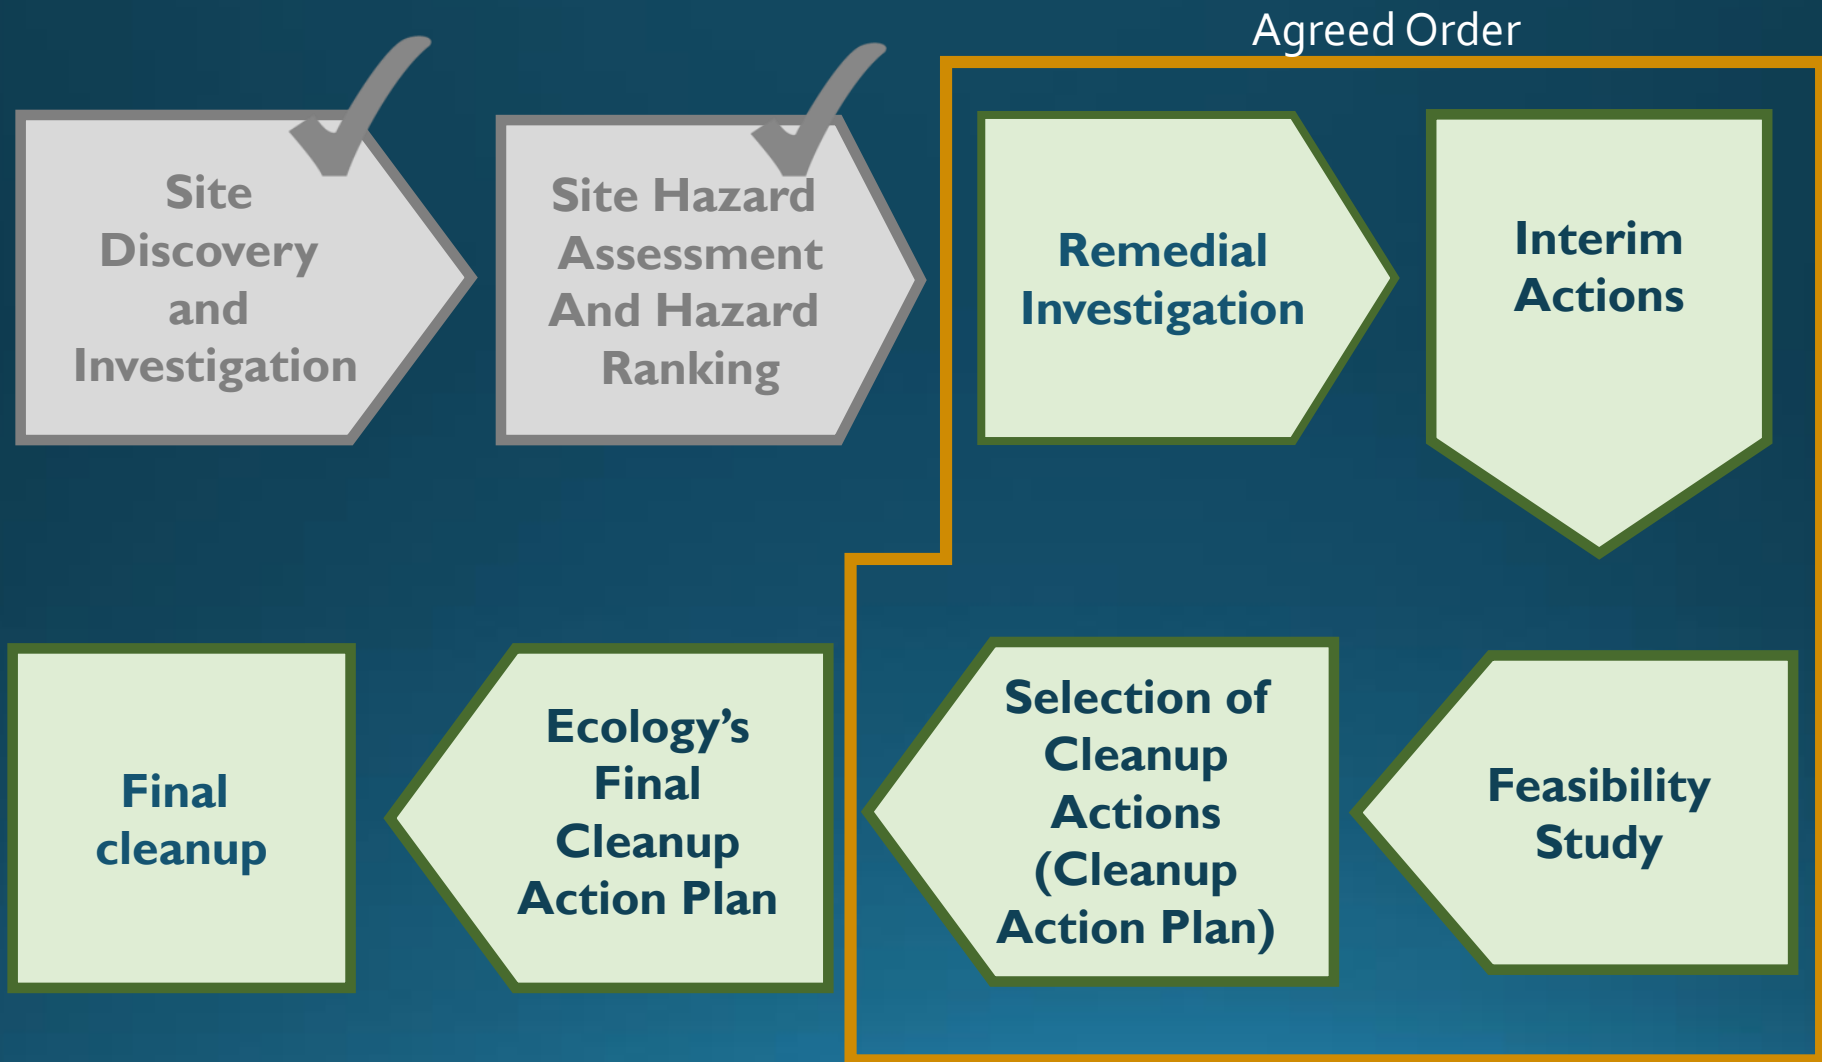 Agreed Order
Site
Discovery
and
Investigation
Site Hazard
Assessment
And Hazard
Ranking
Remedial
Investigation
Interim
Actions
Feasibility
Study
Selection of
Cleanup
Actions
(Cleanup
Action Plan)
Ecology’s
Final
Cleanup
Action Plan
Final
cleanup